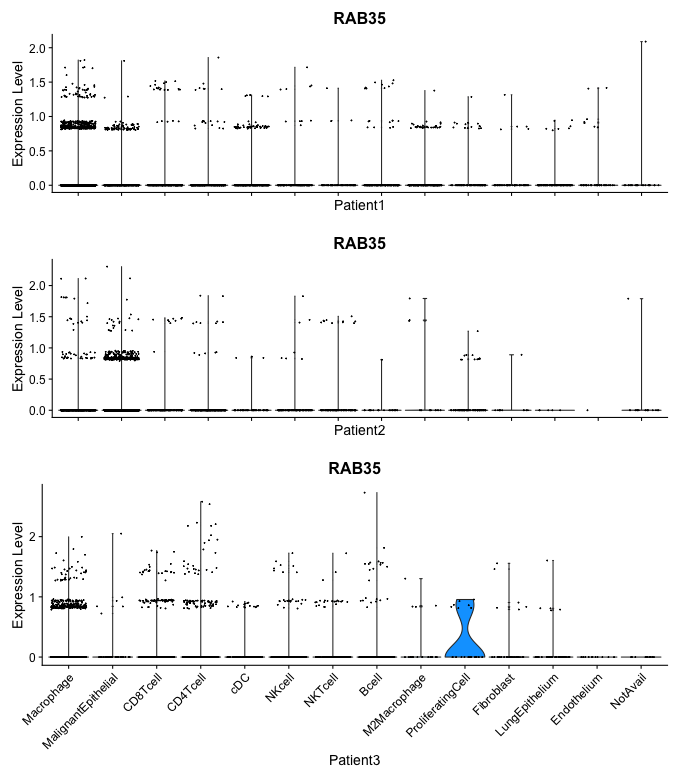 RAB35
Expression Level
2.0
1.5
1.0
0.5
0.0
Patient1
RAB35
Expression Level
2.0
1.5
1.0
0.5
0.0
Patient2
RAB35
Expression Level
2
1
0
Macrophage
MalignantEpithelial
CD8Tcell
CD4Tcell
cDC
NKcell
NKTcell
Bcell
M2Macrophage
ProliferatingCell
Fibroblast
LungEpithelium
Endothelium
NotAvail
Patient3